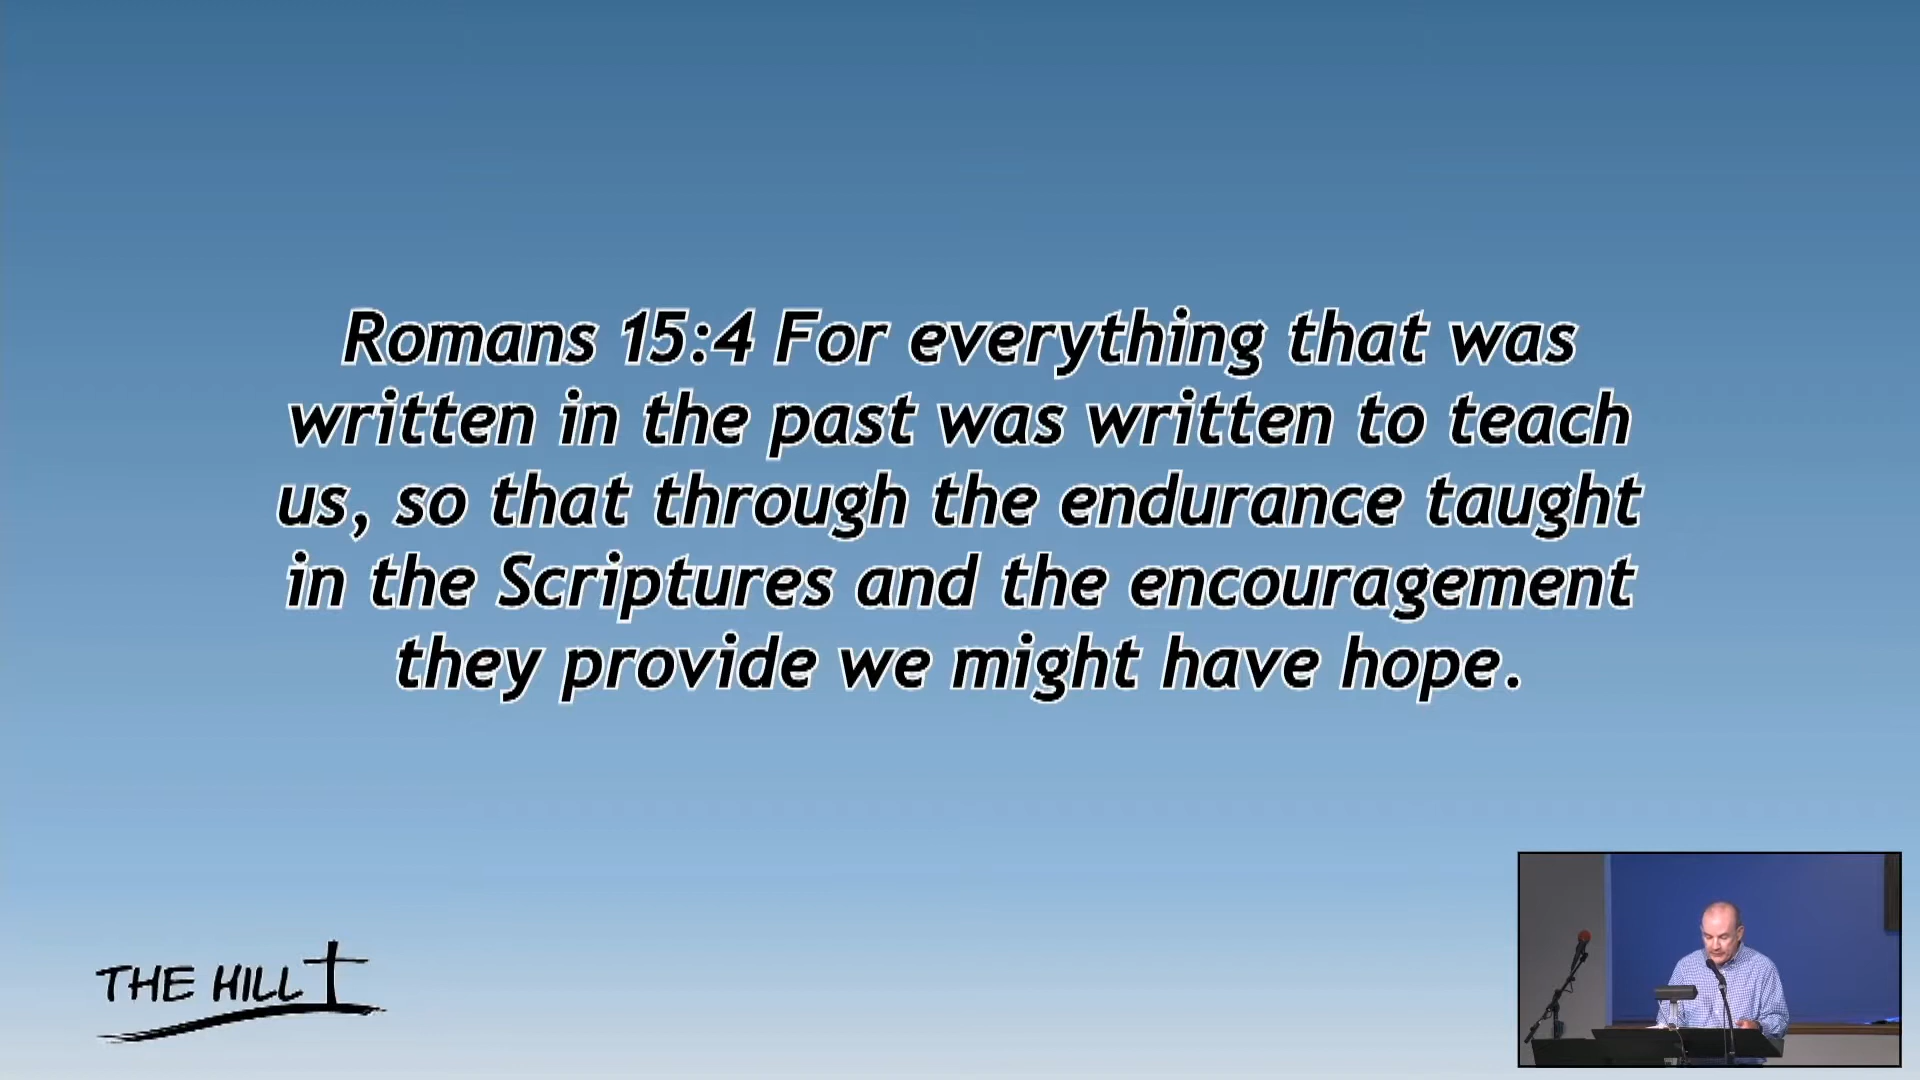 Romans 15:4 For everything that was
written in the past was written to teach
us, so that through the endurance taught
in the Scriptures and the encouragement
they provide we might have hope.
THE HILL